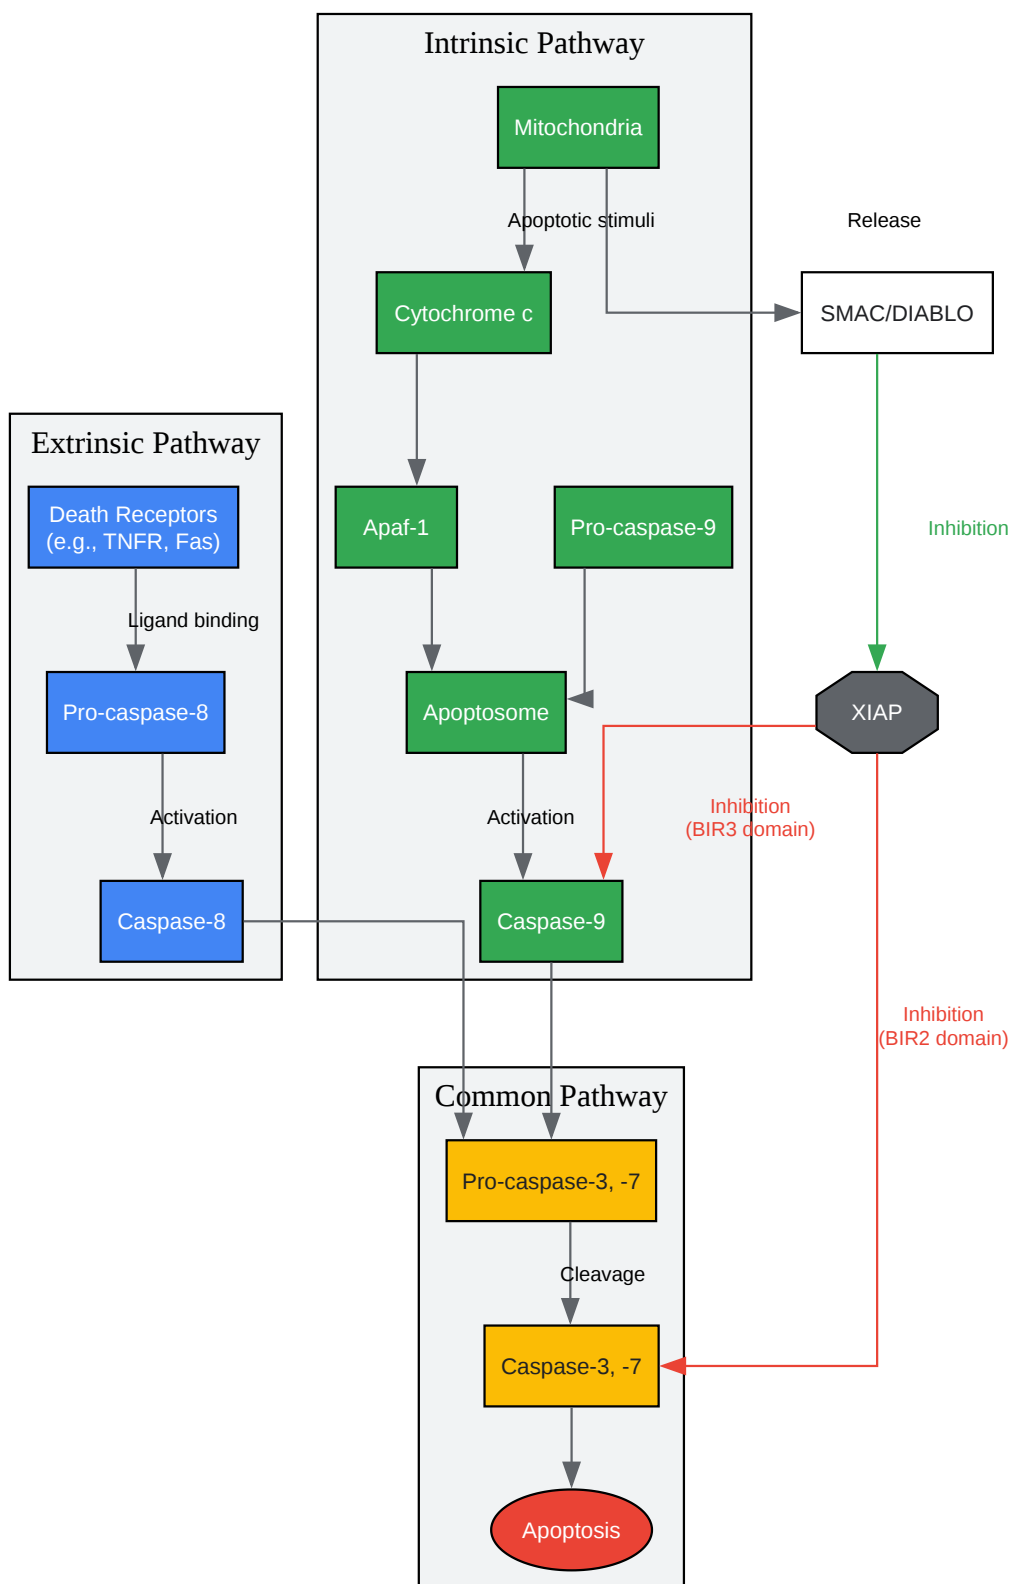 Intrinsic Pathway
Mitochondria
Apoptotic stimuli
Release
Cytochrome c
SMAC/DIABLO
Extrinsic Pathway
Death Receptors
(e.g., TNFR, Fas)
Apaf-1
Pro-caspase-9
Inhibition
Ligand binding
Pro-caspase-8
Apoptosome
XIAP
Activation
Activation
Inhibition
(BIR3 domain)
Caspase-8
Caspase-9
Inhibition
(BIR2 domain)
Common Pathway
Pro-caspase-3, -7
Cleavage
Caspase-3, -7
Apoptosis